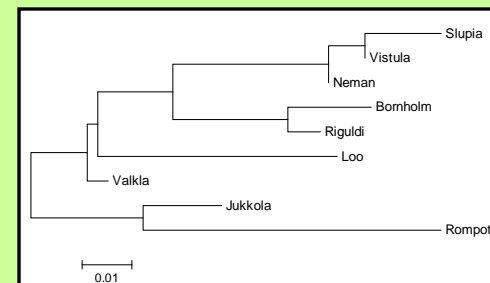 Slupia
Vistula
Neman
Bornholm
Riguldi
Loo
Valkla
Jukkola
Rompot
0.01